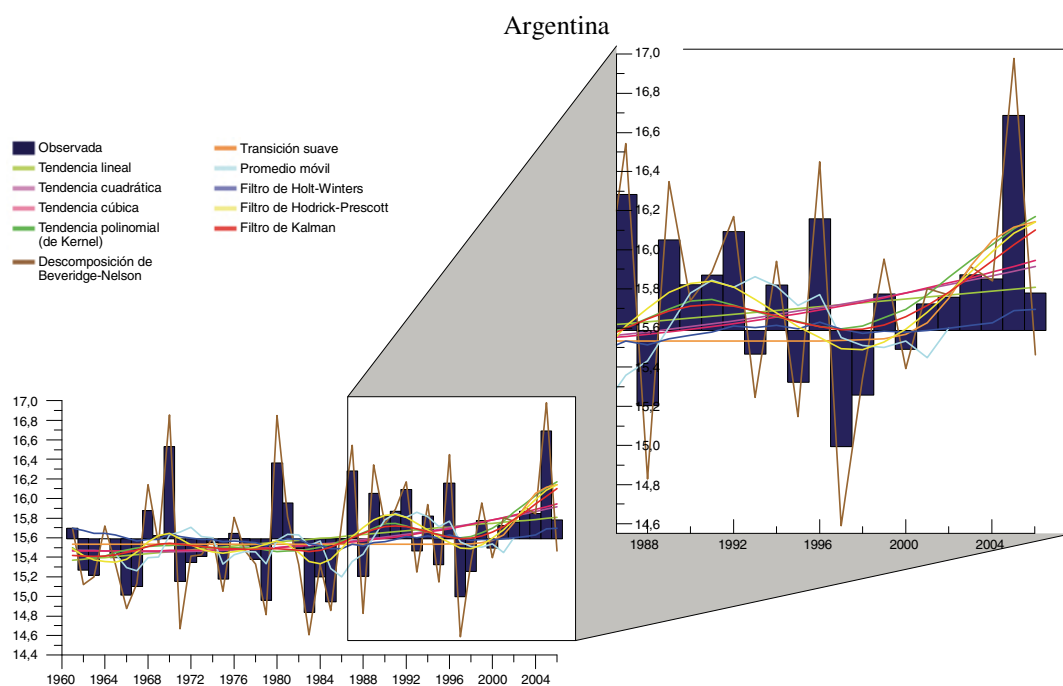 Argentina
Observada
Tendencia lineal
Tendencia cuadrática
Tendencia cúbica
Tendencia polinomial
(de Kernel)
Descomposición de
Beveridge-Nelson
Transición suave
Promedio móvil
Filtro de Holt-Winters
Filtro de Hodrick-Prescott
Filtro de Kalman
17,0
16,8
16,6
16,4
16,2
16,0
15,8
15,6
15,4
15,2
15,0
14,8
14,6
1988 1992 1996 2000 2004
17,0
16,8
16,6
16,4
16,2
16,0
15,8
15,6
15,4
15,2
15,0
14,8
14,6
14,4
1960 1964 1968 1972 1976 1980 1984 1988 1992 1996 2000 2004